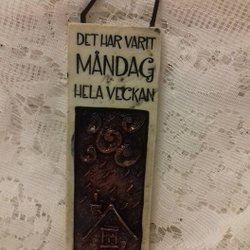 DET HAR VARIT
MÅNDAG
HELA VECKAN